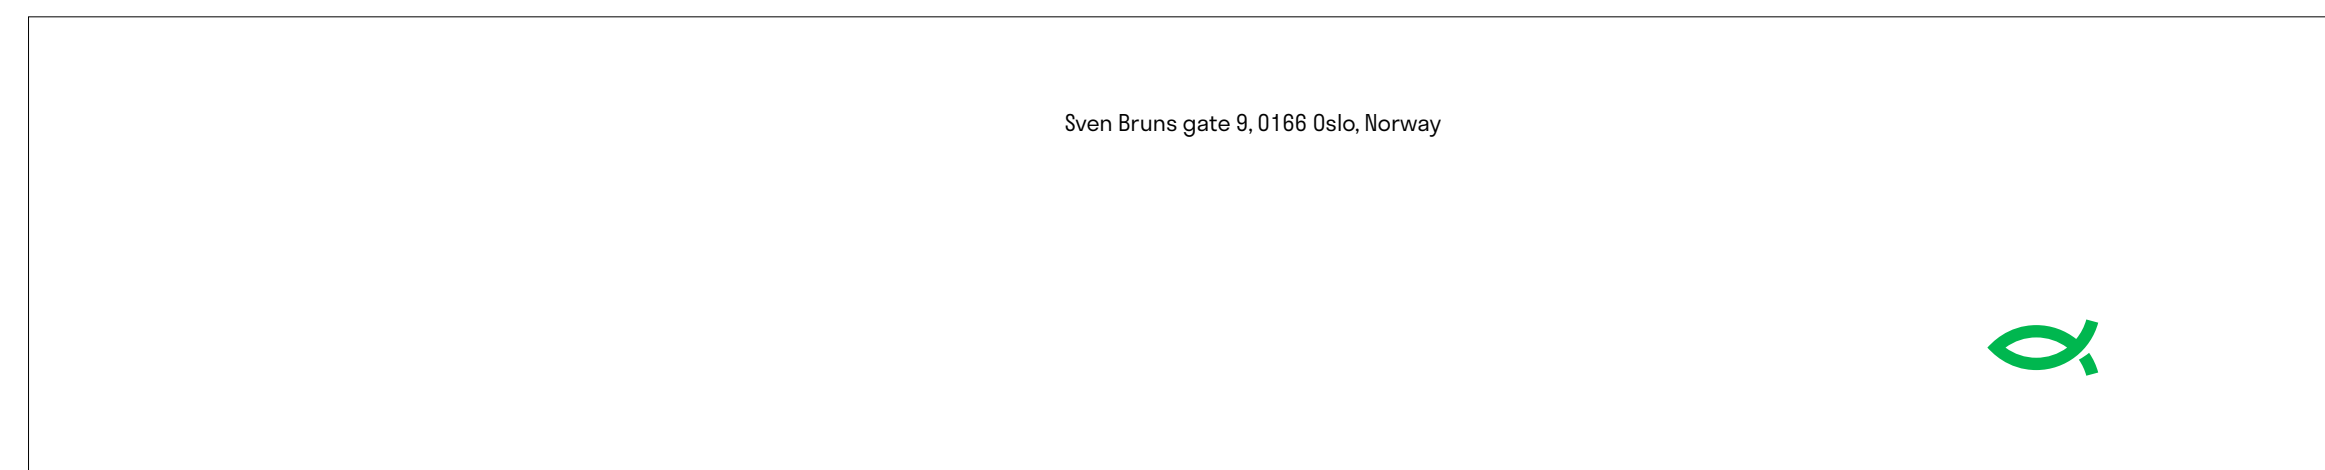 Sven Bruns gate 9, 0166 Oslo, Norway